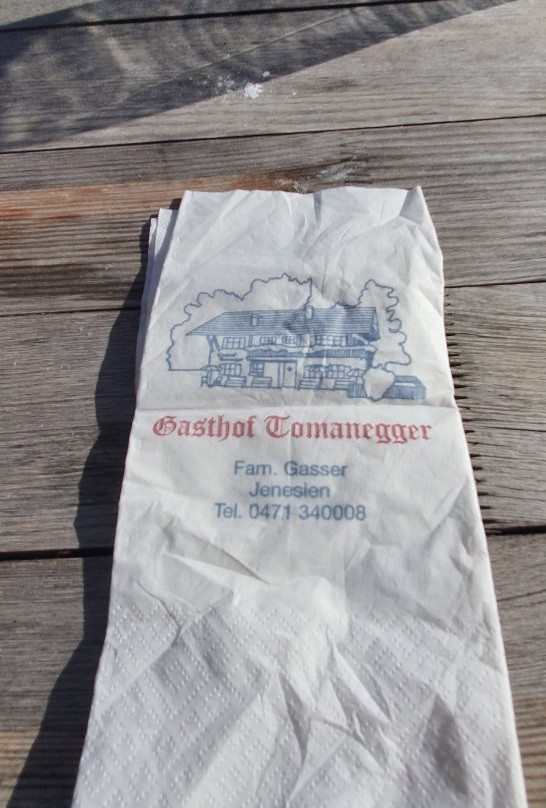 Gasthof Tomanegger
Fam. Gasser
Jenesien
Tel. 0471 340008